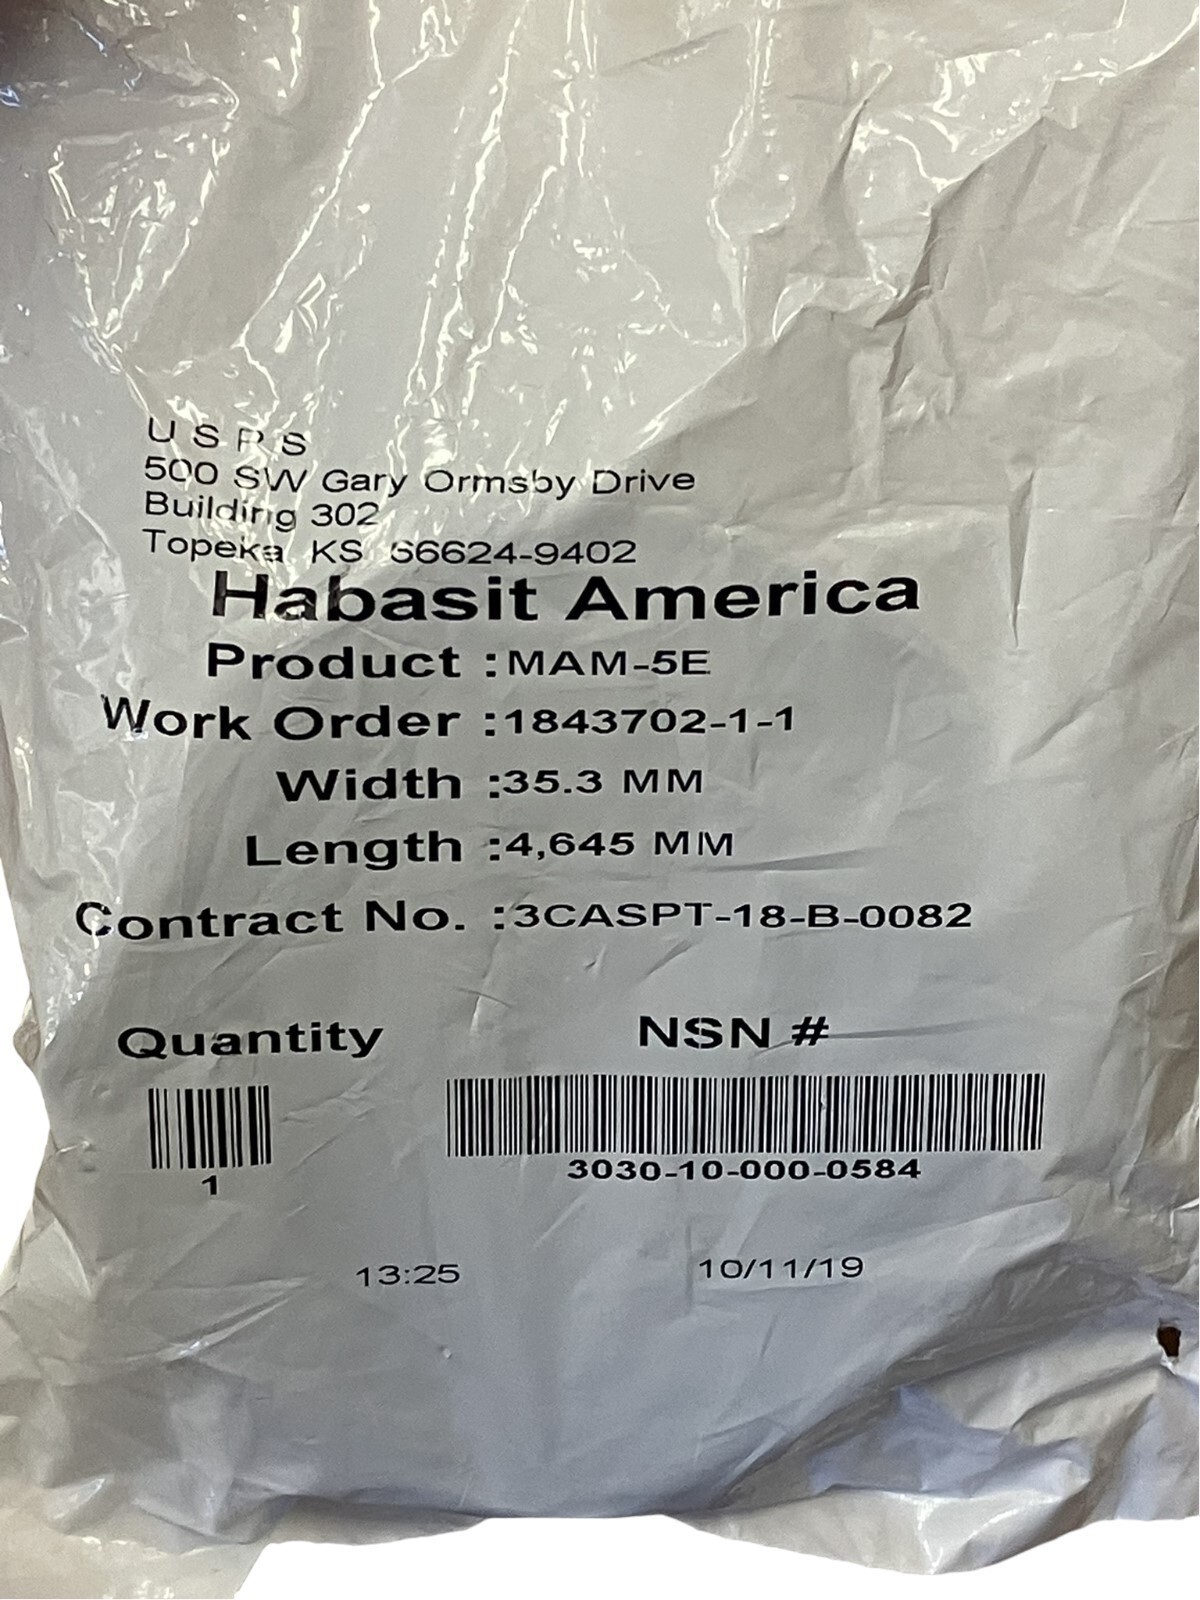 U S P S
500 SW Gary Ormsby Drive
Building 302
Topeka KS 66624-9402
Habasit America
Product :MAM-5E
Work Order :1843702-1-1
Width :35.3 MM
Length :4,645 MM
Contract No. :3CASPT-18-B-0082
Quantity NSN #
1 3030-10-000-0584
13:25 10/11/19